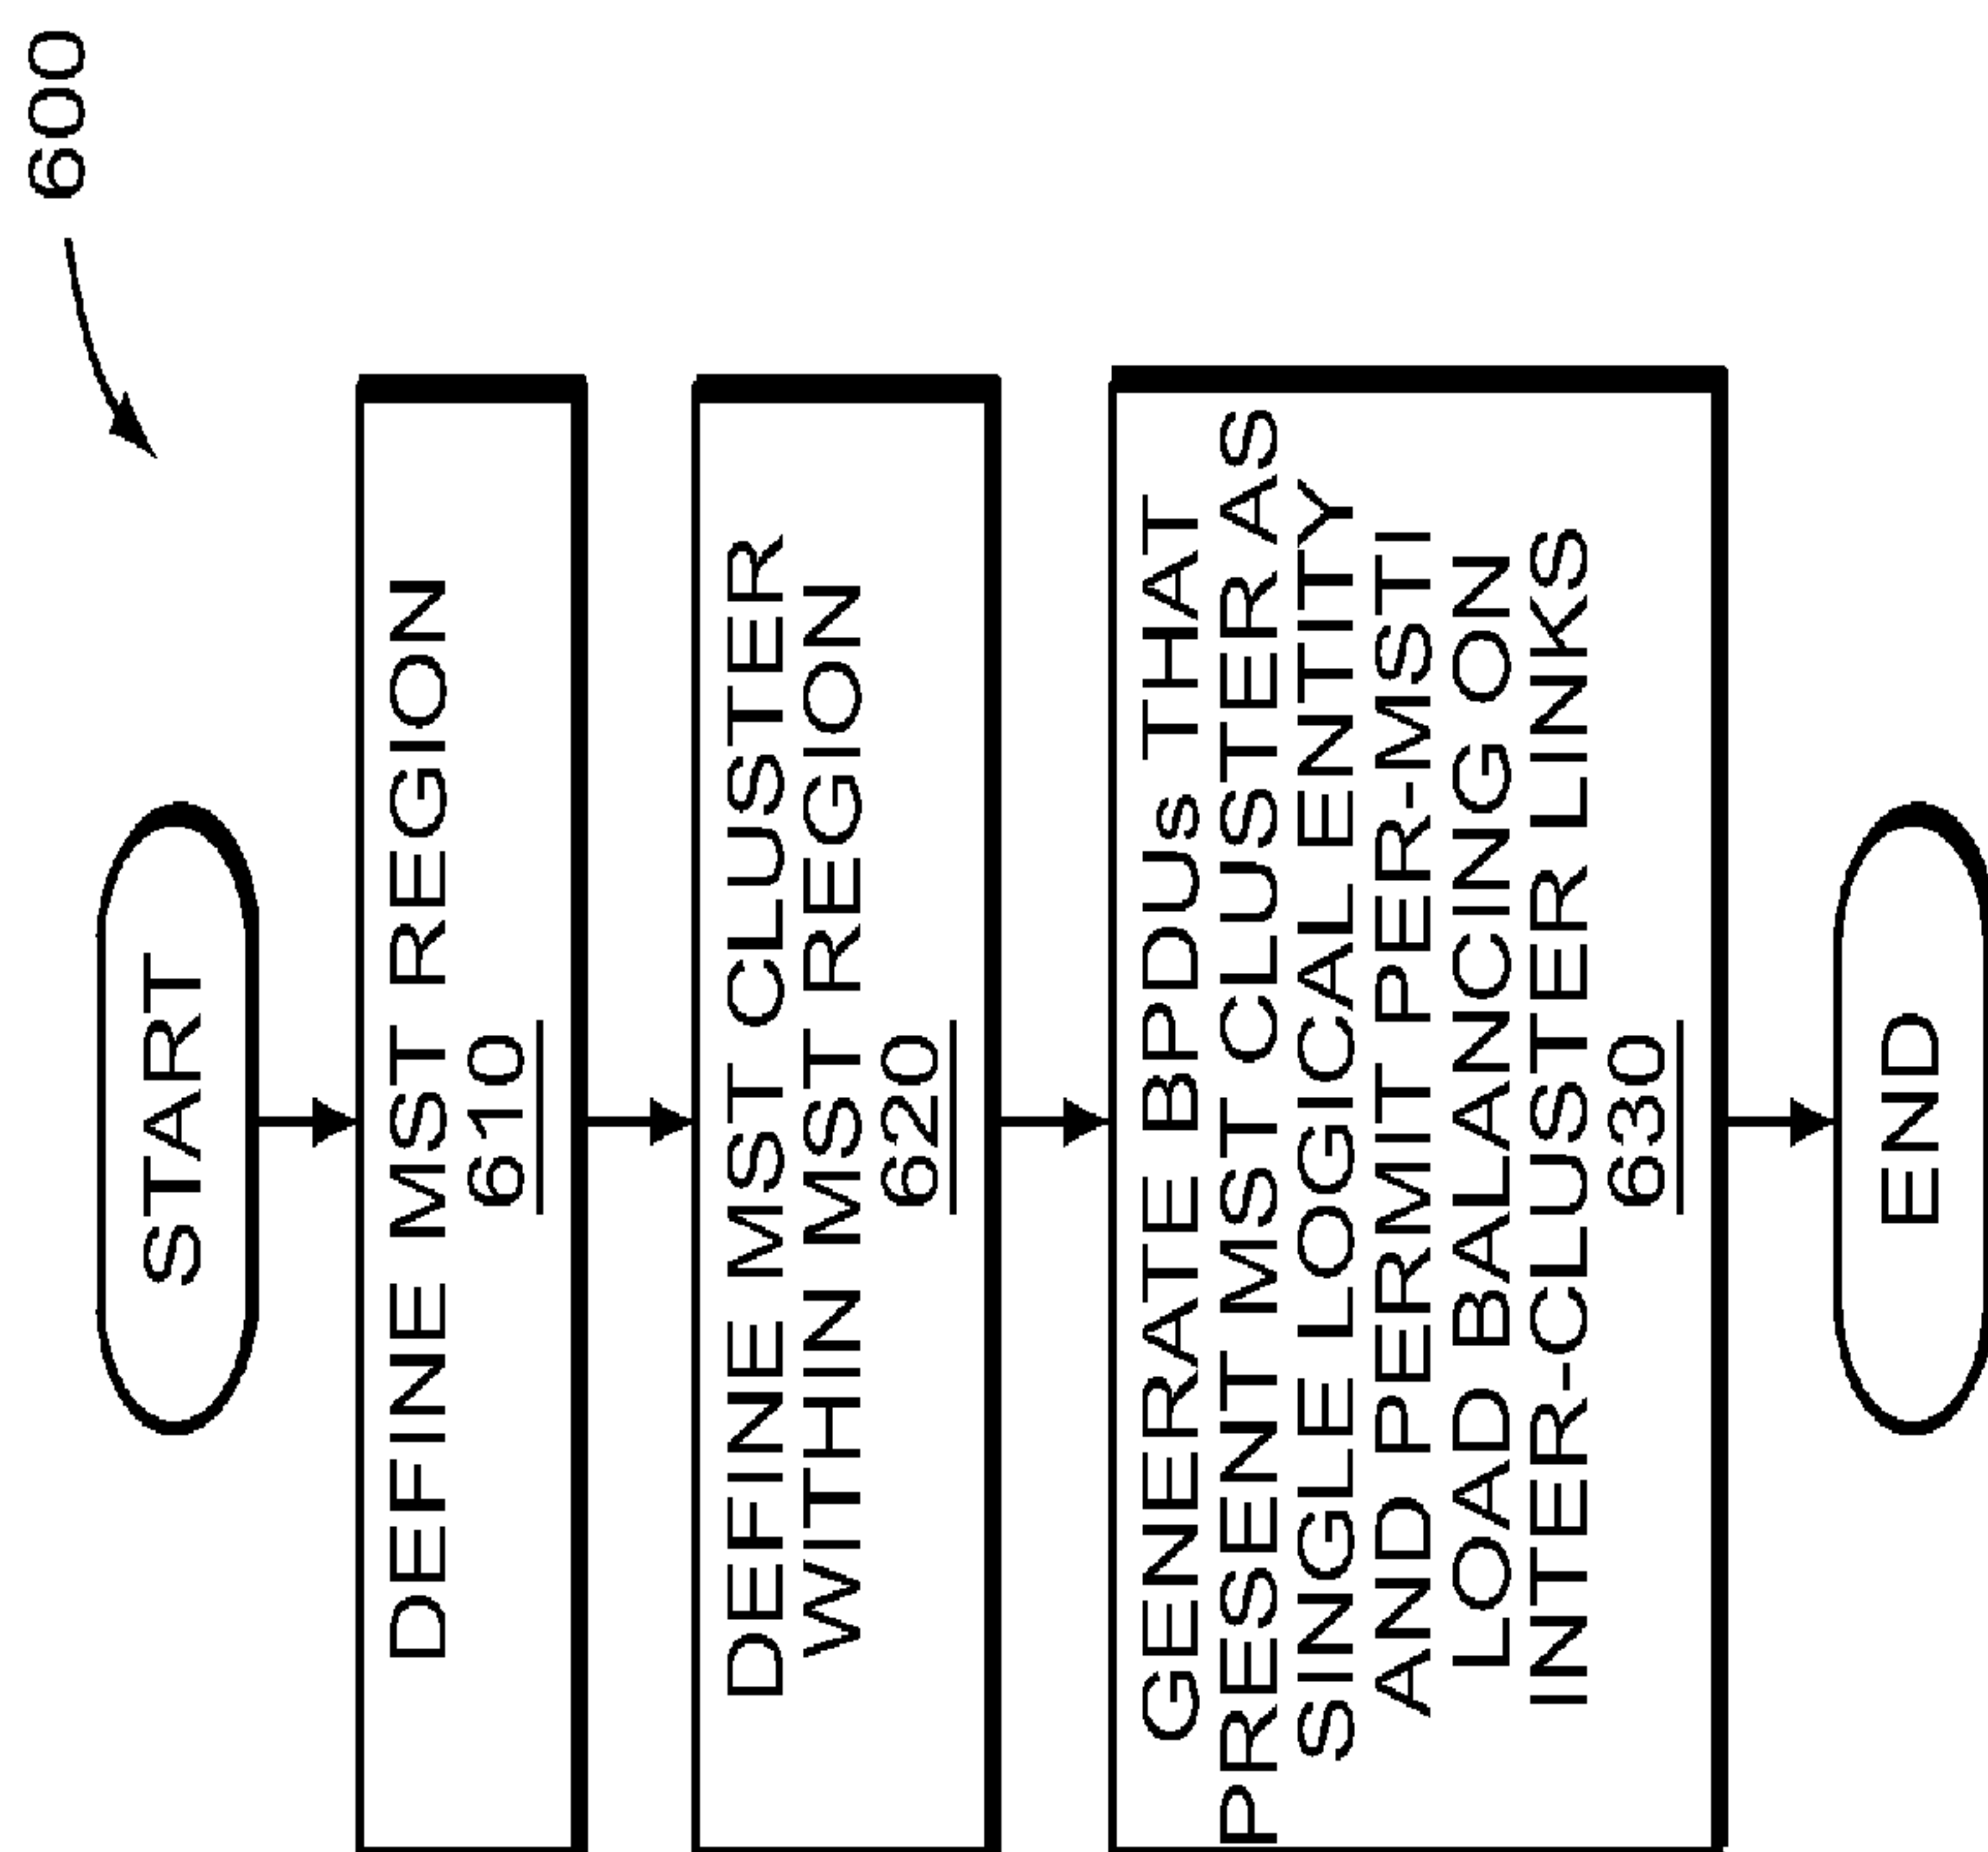 600
START
DEFINE MST REGION
610
DEFINE MST CLUSTER
WITHIN MST REGION
620
GENERATE BPDUs THAT
PRESENT MST CLUSTER AS
SINGLE LOGICAL ENTITY
AND PERMIT PER-MSTI
LOAD BALANCING ON
INTER-CLUSTER LINKS
630
END